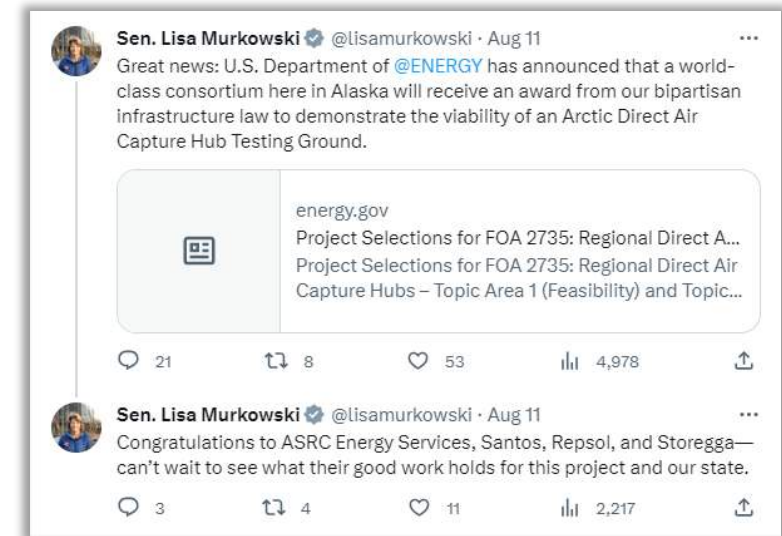 Sen. Lisa Murkowski @lisamurkowski · Aug 11
Great news: U.S. Department of @ENERGY has announced that a world-
class consortium here in Alaska will receive an award from our bipartisan
infrastructure law to demonstrate the viability of an Arctic Direct Air
Capture Hub Testing Ground.
energy.gov
Project Selections for FOA 2735: Regional Direct A...
Project Selections for FOA 2735: Regional Direct Air
Capture Hubs – Topic Area 1 (Feasibility) and Topic...
21 8 53 4,978
Sen. Lisa Murkowski @lisamurkowski · Aug 11
Congratulations to ASRC Energy Services, Santos, Repsol, and Storegga—
can’t wait to see what their good work holds for this project and our state.
3 4 11 2,217